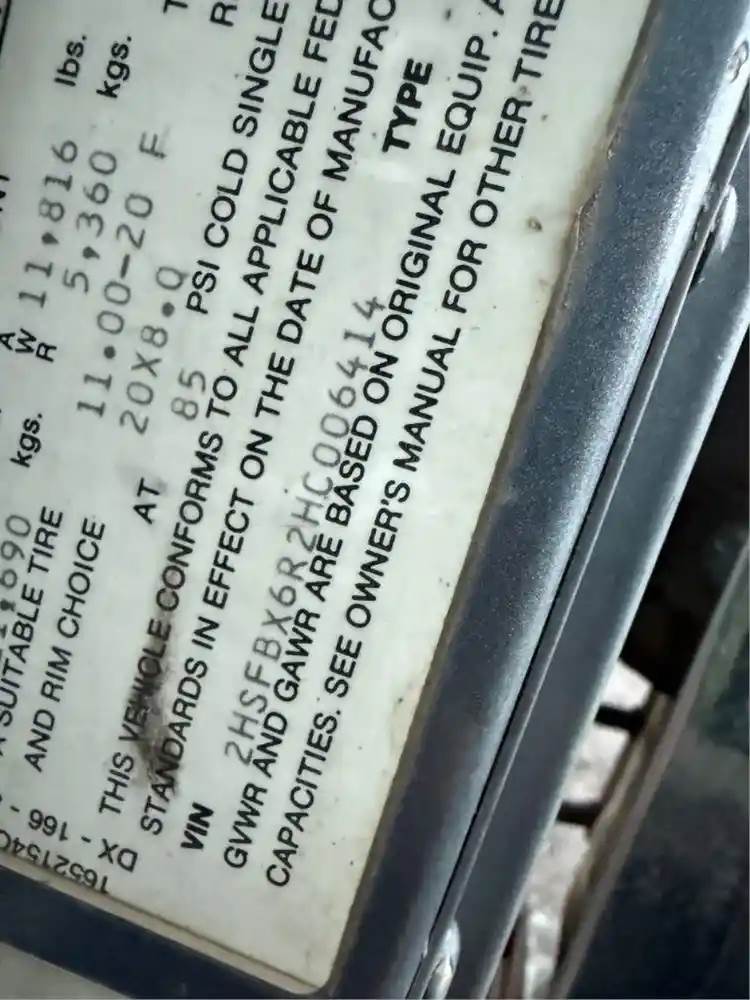 A
W 11,816 lbs.
R
kgs. 5,360 kgs.
SUITABLE TIRE 11.00-20 F
AND RIM CHOICE 20X8.0
AT 85 PSI COLD SINGLE
THIS VEHICLE CONFORMS TO ALL APPLICABLE FED
STANDARDS IN EFFECT ON THE DATE OF MANUFAC
VIN 2HSFBX6R2HC006414 TYPE
GVWR AND GAWR ARE BASED ON ORIGINAL EQUIP.
CAPACITIES. SEE OWNER'S MANUAL FOR OTHER TIRE
1652154C
DX - 166 -